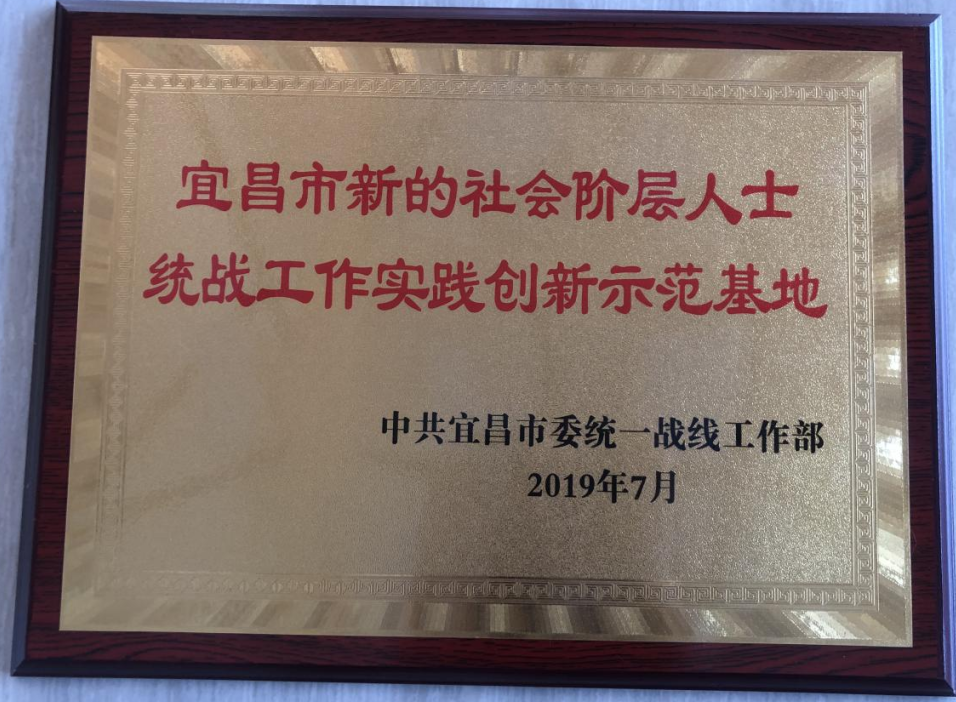 宜昌市新的社会阶层人士
统战工作实践创新示范基地
中共宜昌市委统一战线工作部
2019年7月